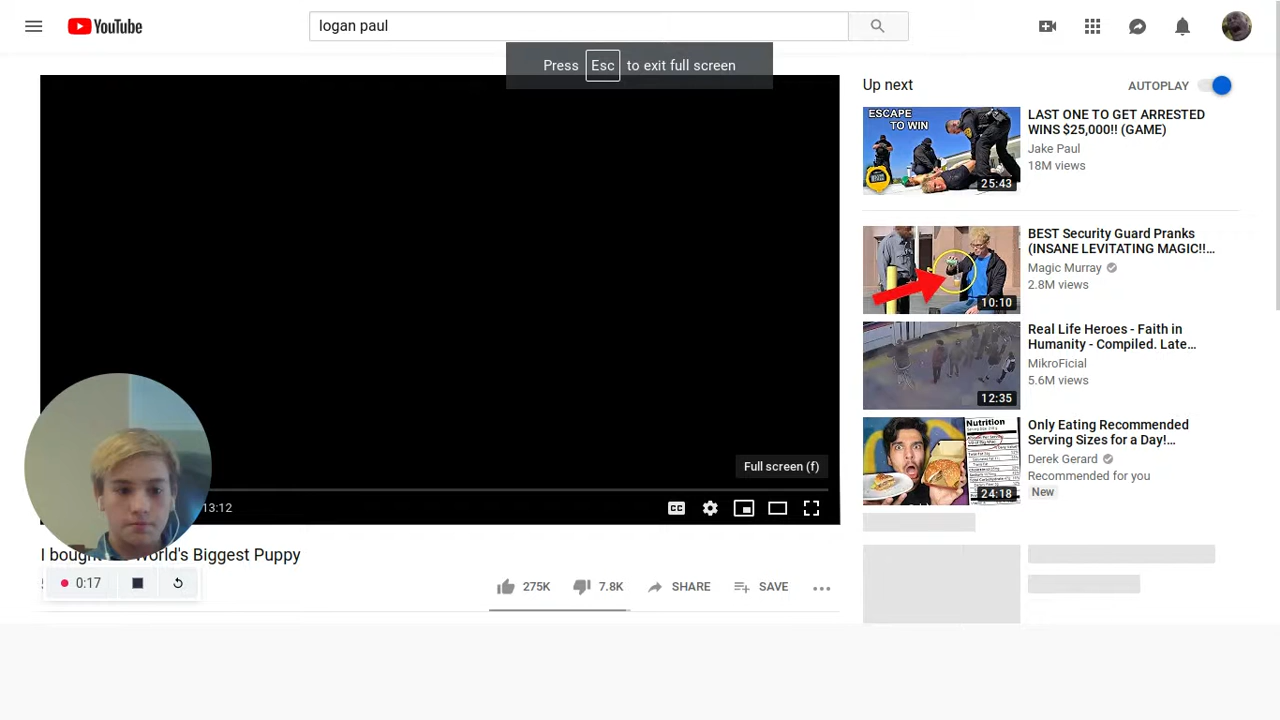 YouTube
logan paul
Press Esc to exit full screen
Up next
AUTOPLAY
ESCAPE
TO WIN
25:43
LAST ONE TO GET ARRESTED
WINS $25,000!! (GAME)
Jake Paul
18M views
10:10
BEST Security Guard Pranks
(INSANE LEVITATING MAGIC!!...
Magic Murray
2.8M views
12:35
Real Life Heroes - Faith in
Humanity - Compiled. Late...
MikroFicial
5.6M views
Nutrition
24:18
Only Eating Recommended
Serving Sizes for a Day!...
Derek Gerard
Recommended for you
New
Full screen (f)
13:12
CC
I bough World's Biggest Puppy
0:17
275K
7.8K
SHARE
SAVE